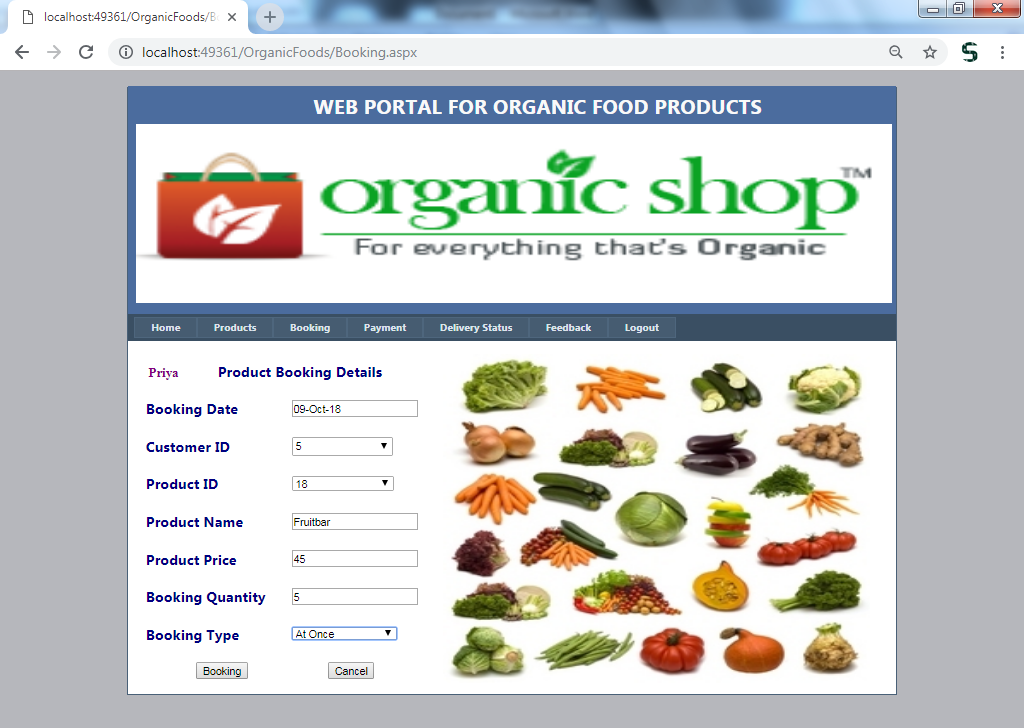 localhost:49361/OrganicFoods/B
localhost:49361/OrganicFoods/Booking.aspx
WEB PORTAL FOR ORGANIC FOOD PRODUCTS
organic shop™
For everything that's Organic
Home Products Booking Payment Delivery Status Feedback Logout
Priya Product Booking Details
Booking Date 09-Oct-18
Customer ID 5
Product ID 18
Product Name Fruitbar
Product Price 45
Booking Quantity 5
Booking Type At Once
Booking Cancel